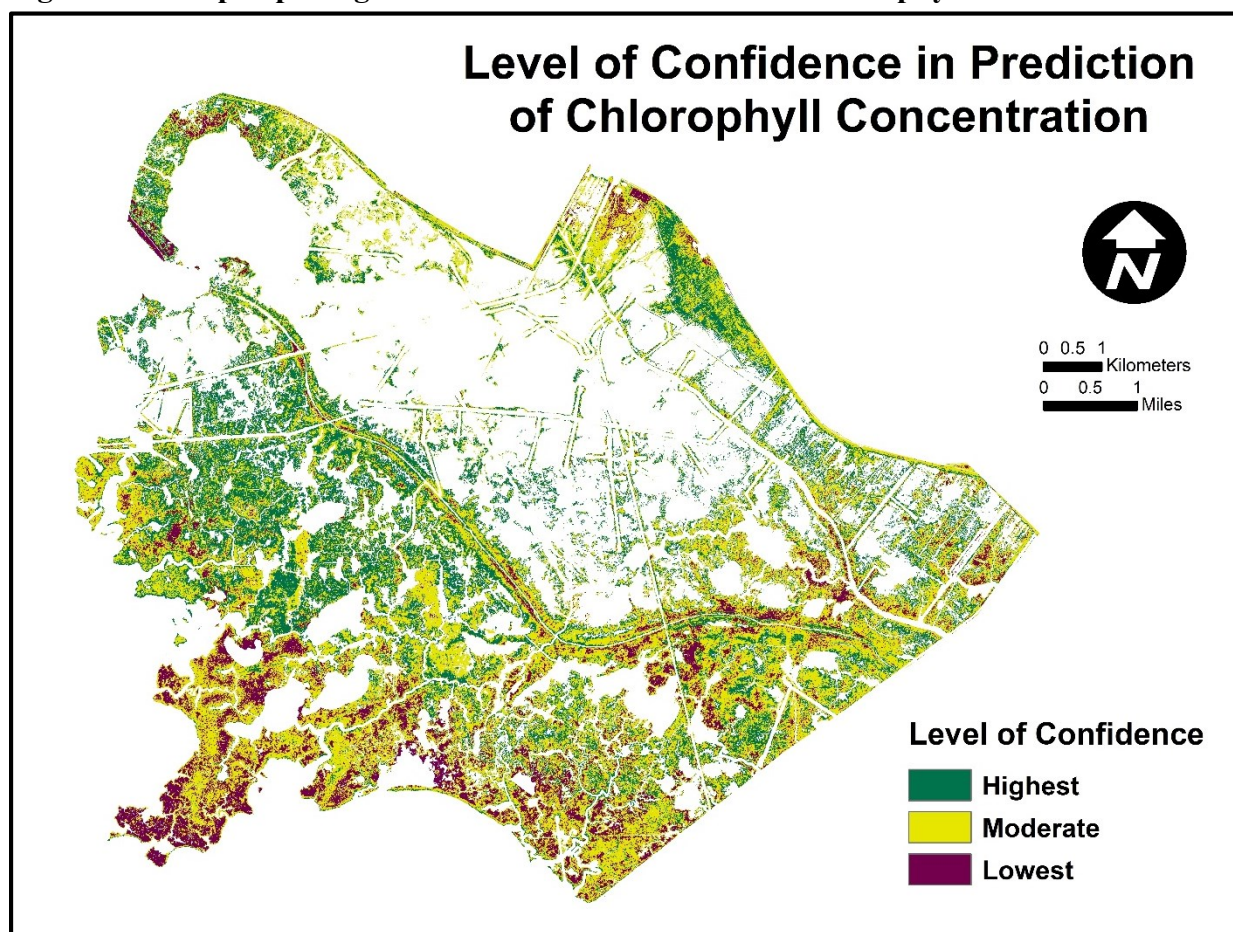 Level of Confidence in Prediction
of Chlorophyll Concentration
N
0 0.5 1
Kilometers
0 0.5 1
Miles
Level of Confidence
Highest
Moderate
Lowest